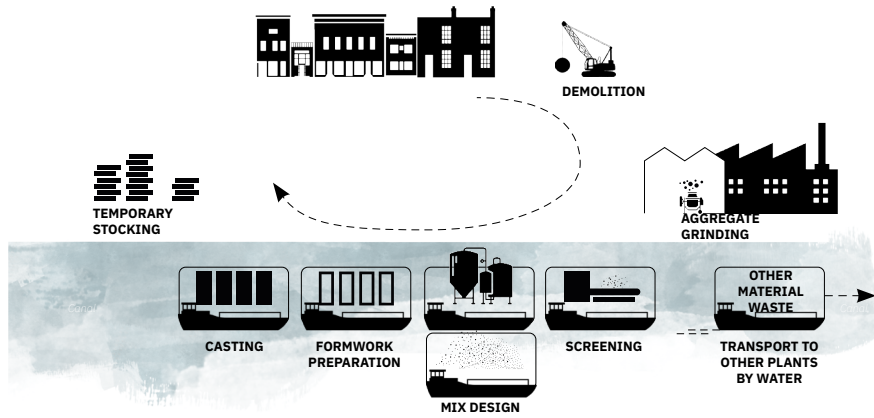 DEMOLITION
TEMPORARY
STOCKING
AGGREGATE
GRINDING
OTHER
MATERIAL
WASTE
CASTING
FORMWORK
PREPARATION
SCREENING
TRANSPORT TO
OTHER PLANTS
BY WATER
MIX DESIGN